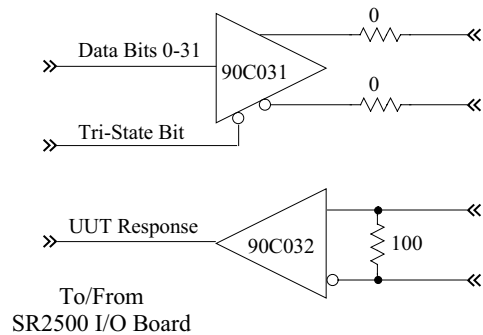 0
Data Bits 0-31
90C031
0
Tri-State Bit
UUT Response
90C032
100
To/From
SR2500 I/O Board